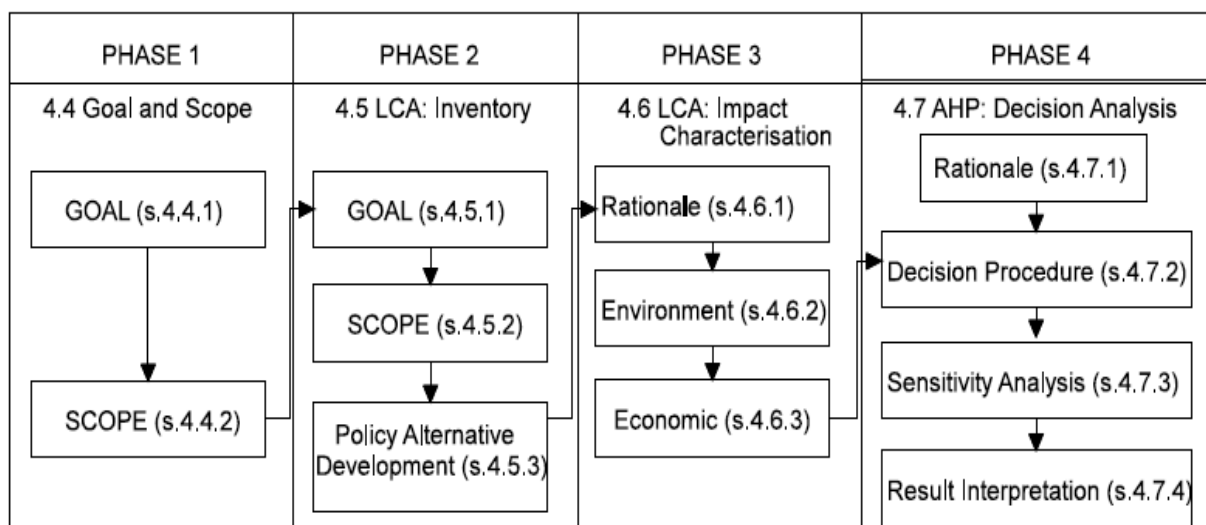 PHASE 1
PHASE 2
PHASE 3
PHASE 4
4.4 Goal and Scope
GOAL (s.4.4.1)
SCOPE (s.4.4.2)
4.5 LCA: Inventory
GOAL (s.4.5.1)
SCOPE (s.4.5.2)
Policy Alternative
Development (s.4.5.3)
4.6 LCA: Impact
Characterisation
Rationale (s.4.6.1)
Environment (s.4.6.2)
Economic (s.4.6.3)
4.7 AHP: Decision Analysis
Rationale (s.4.7.1)
Decision Procedure (s.4.7.2)
Sensitivity Analysis (s.4.7.3)
Result Interpretation (s.4.7.4)